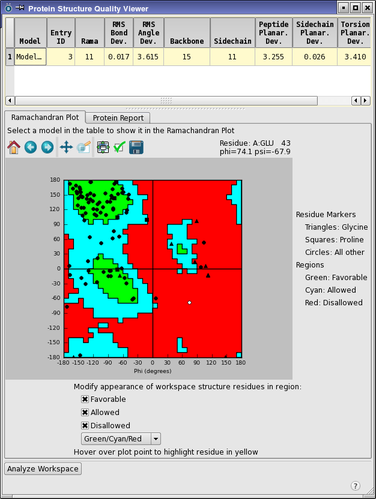 Protein Structure Quality Viewer
Model Entry ID Rama RMS Bond Dev. RMS Angle Dev. Backbone Sidechain Peptide Planar. Dev. Sidechain Planar. Dev. Torsion Planar. Dev.
1 Model... 3 11 0.017 3.615 15 11 3.255 0.026 3.410
Ramachandran Plot Protein Report
Select a model in the table to show it in the Ramachandran Plot
Residue: A:GLU 43
phi=74.1 psi=-67.9
180
150
120
90
60
30
0
-30
-60
-90
-120
-150
-180
-180 -150 -120 -90 -60 -30 0 30 60 90 120 150 180
Phi (degrees)
Residue Markers
Triangles: Glycine
Squares: Proline
Circles: All other
Regions
Green: Favorable
Cyan: Allowed
Red: Disallowed
Modify appearance of workspace structure residues in region:
Favorable
Allowed
Disallowed
Green/Cyan/Red
Hover over plot point to highlight residue in yellow
Analyze Workspace
?